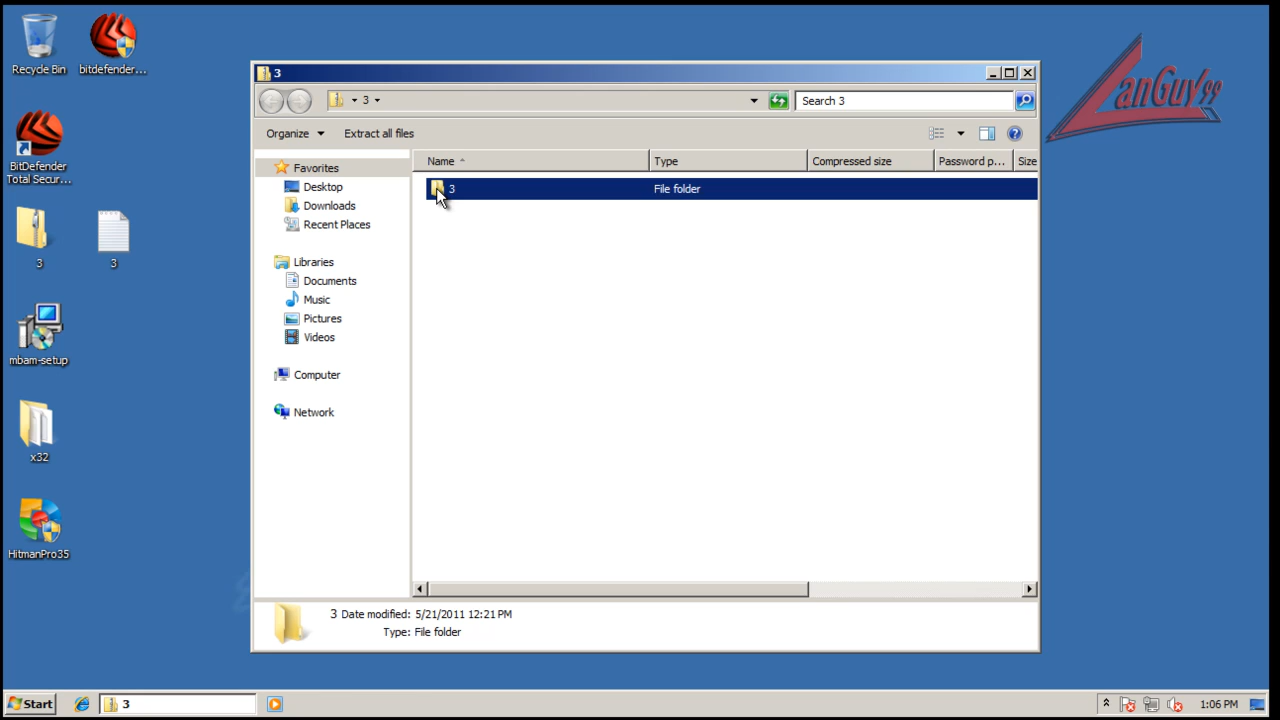 Recycle Bin
bitdefender...
BitDefender
Total Secur...
3
3
mbam-setup
x32
HitmanPro35
LanGuy99
3
3
Search 3
Organize
Extract all files
Name
Type
Compressed size
Password p...
Size
Favorites
Desktop
Downloads
Recent Places
Libraries
Documents
Music
Pictures
Videos
Computer
Network
3
File folder
3 Date modified: 5/21/2011 12:21 PM
Type: File folder
Start
3
1:06 PM